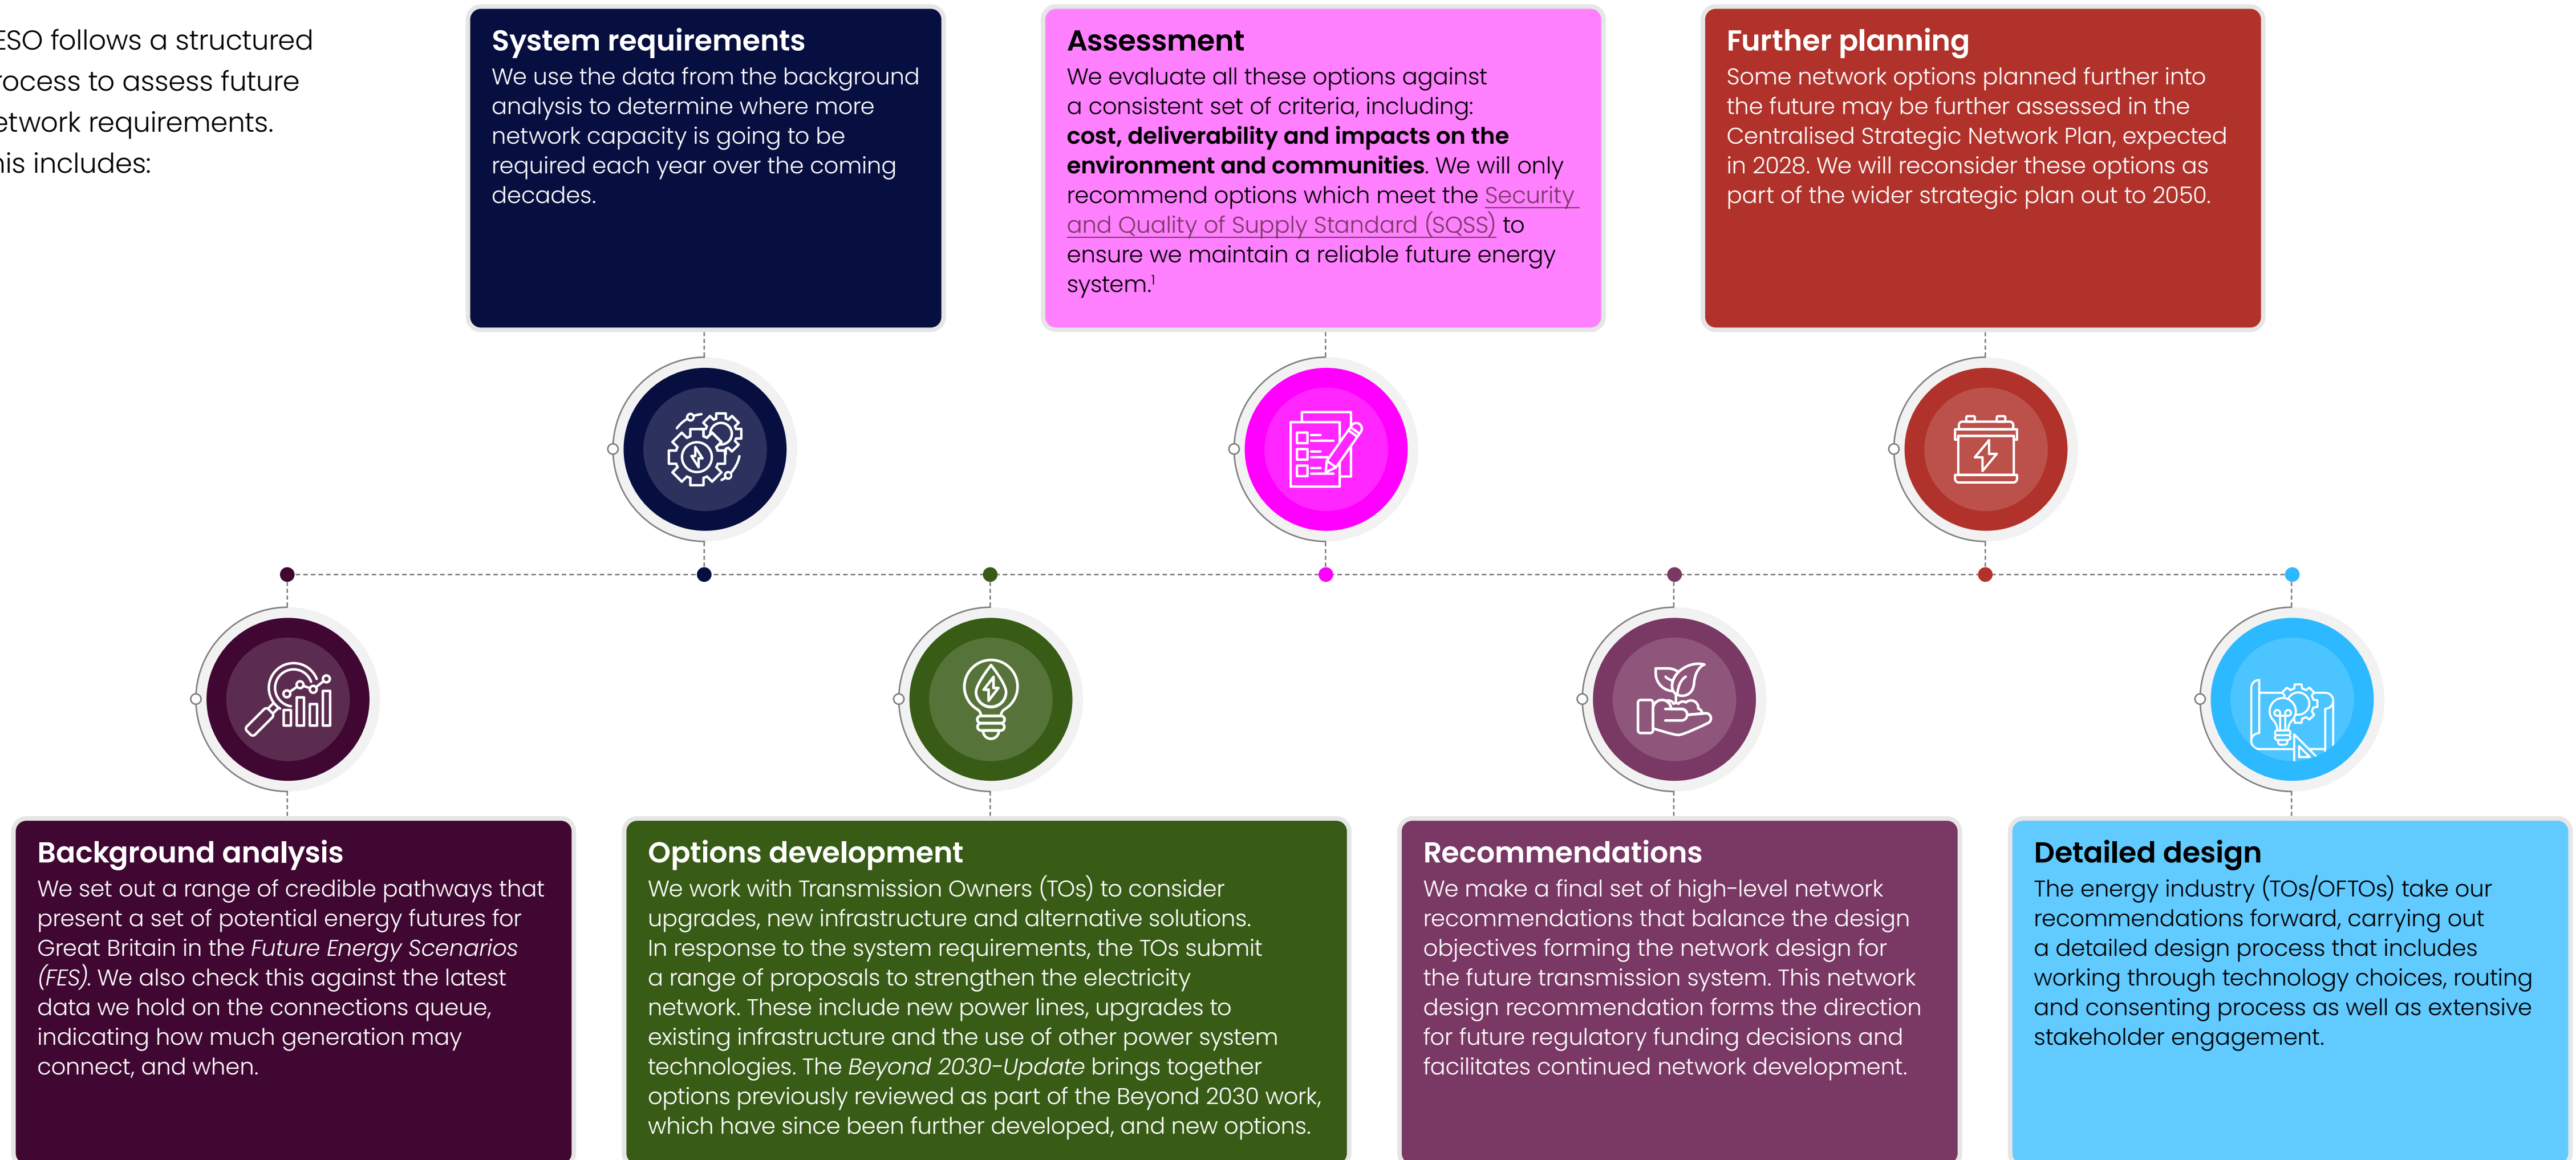 ESO follows a structured
rocess to assess future
etwork requirements.
his includes:
System requirements
We use the data from the background
analysis to determine where more
network capacity is going to be
required each year over the coming
decades.
Assessment
We evaluate all these options against
a consistent set of criteria, including:
cost, deliverability and impacts on the
environment and communities. We will only
recommend options which meet the Security
and Quality of Supply Standard (SQSS) to
ensure we maintain a reliable future energy
system.¹
Further planning
Some network options planned further into
the future may be further assessed in the
Centralised Strategic Network Plan, expected
in 2028. We will reconsider these options as
part of the wider strategic plan out to 2050.
Background analysis
We set out a range of credible pathways that
present a set of potential energy futures for
Great Britain in the Future Energy Scenarios
(FES). We also check this against the latest
data we hold on the connections queue,
indicating how much generation may
connect, and when.
Options development
We work with Transmission Owners (TOs) to consider
upgrades, new infrastructure and alternative solutions.
In response to the system requirements, the TOs submit
a range of proposals to strengthen the electricity
network. These include new power lines, upgrades to
existing infrastructure and the use of other power system
technologies. The Beyond 2030-Update brings together
options previously reviewed as part of the Beyond 2030 work,
which have since been further developed, and new options.
Recommendations
We make a final set of high-level network
recommendations that balance the design
objectives forming the network design for
the future transmission system. This network
design recommendation forms the direction
for future regulatory funding decisions and
facilitates continued network development.
Detailed design
The energy industry (TOs/OFTOs) take our
recommendations forward, carrying out
a detailed design process that includes
working through technology choices, routing
and consenting process as well as extensive
stakeholder engagement.